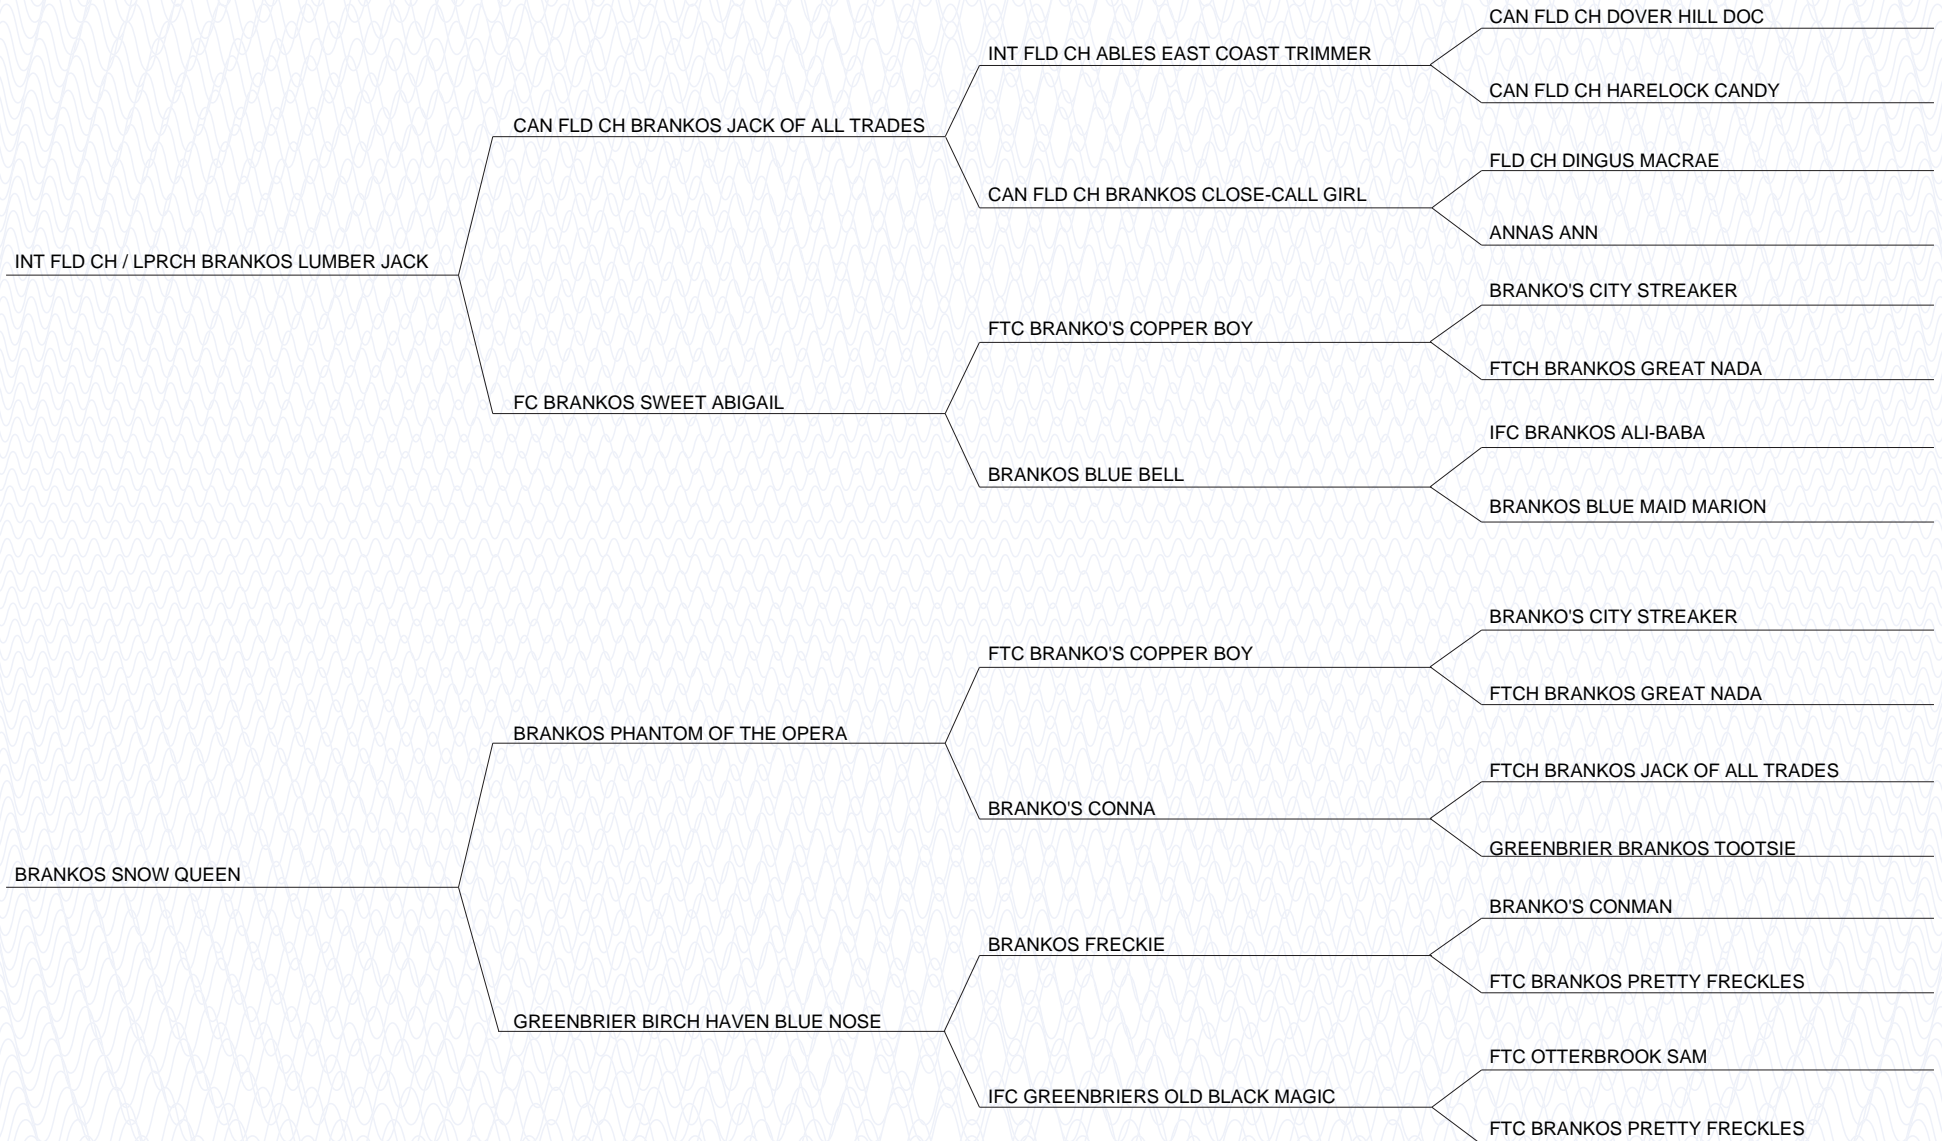 CAN FLD CH DOVER HILL DOC
INT FLD CH ABLES EAST COAST TRIMMER
CAN FLD CH HARELOCK CANDY
CAN FLD CH BRANKOS JACK OF ALL TRADES
FLD CH DINGUS MACRAE
CAN FLD CH BRANKOS CLOSE-CALL GIRL
ANNAS ANN
INT FLD CH / LPRCH BRANKOS LUMBER JACK
BRANKO'S CITY STREAKER
FTC BRANKO'S COPPER BOY
FTCH BRANKOS GREAT NADA
FC BRANKOS SWEET ABIGAIL
IFC BRANKOS ALI-BABA
BRANKOS BLUE BELL
BRANKOS BLUE MAID MARION
BRANKO'S CITY STREAKER
FTC BRANKO'S COPPER BOY
FTCH BRANKOS GREAT NADA
BRANKOS PHANTOM OF THE OPERA
FTCH BRANKOS JACK OF ALL TRADES
BRANKO'S CONNA
GREENBRIER BRANKOS TOOTSIE
BRANKOS SNOW QUEEN
BRANKO'S CONMAN
BRANKOS FRECKIE
FTC BRANKOS PRETTY FRECKLES
GREENBRIER BIRCH HAVEN BLUE NOSE
FTC OTTERBROOK SAM
IFC GREENBRIERS OLD BLACK MAGIC
FTC BRANKOS PRETTY FRECKLES